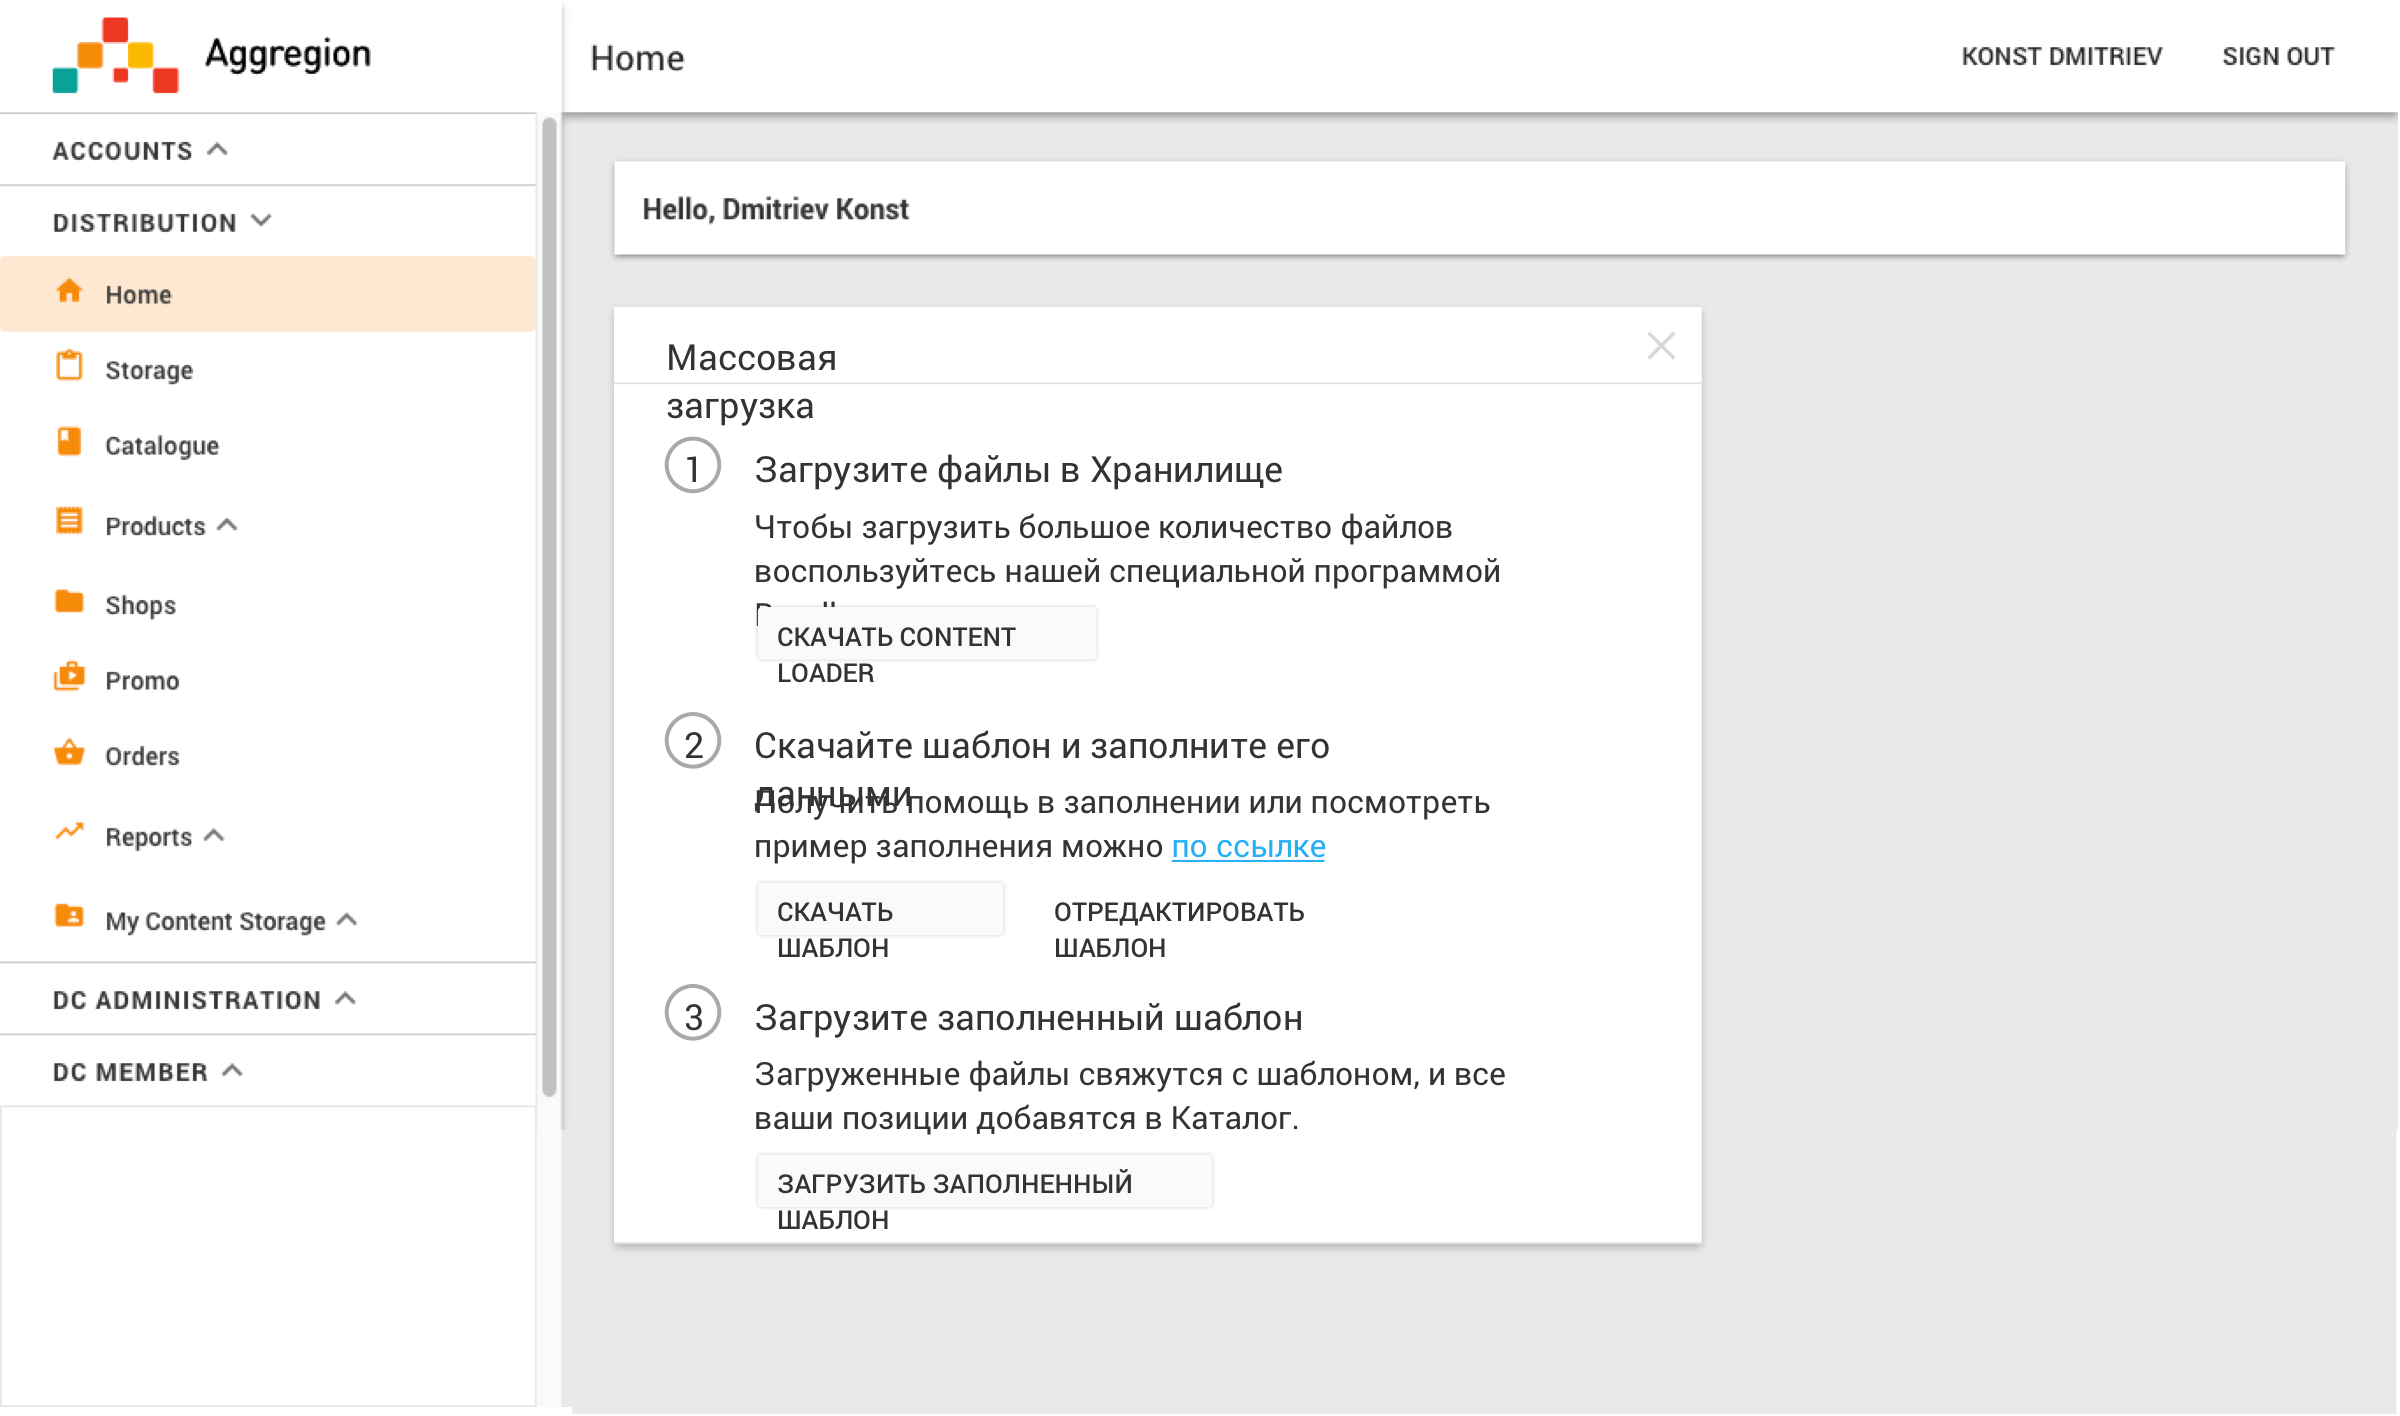 Aggregion
Home
KONST DMITRIEV
SIGN OUT
ACCOUNTS
DISTRIBUTION
Home
Storage
Catalogue
Products
Shops
Promo
Orders
Reports
My Content Storage
DC ADMINISTRATION
DC MEMBER
Hello, Dmitriev Konst
Массовая
загрузка
1
Загрузите файлы в Хранилище
Чтобы загрузить большое количество файлов
воспользуйтесь нашей специальной программой
СКАЧАТЬ CONTENT
LOADER
2
Скачайте шаблон и заполните его
данными
Получить помощь в заполнении или посмотреть
пример заполнения можно по ссылке
СКАЧАТЬ
ШАБЛОН
ОТРЕДАКТИРОВАТЬ
ШАБЛОН
3
Загрузите заполненный шаблон
Загруженные файлы свяжутся с шаблоном, и все
ваши позиции добавятся в Каталог.
ЗАГРУЗИТЬ ЗАПОЛНЕННЫЙ
ШАБЛОН